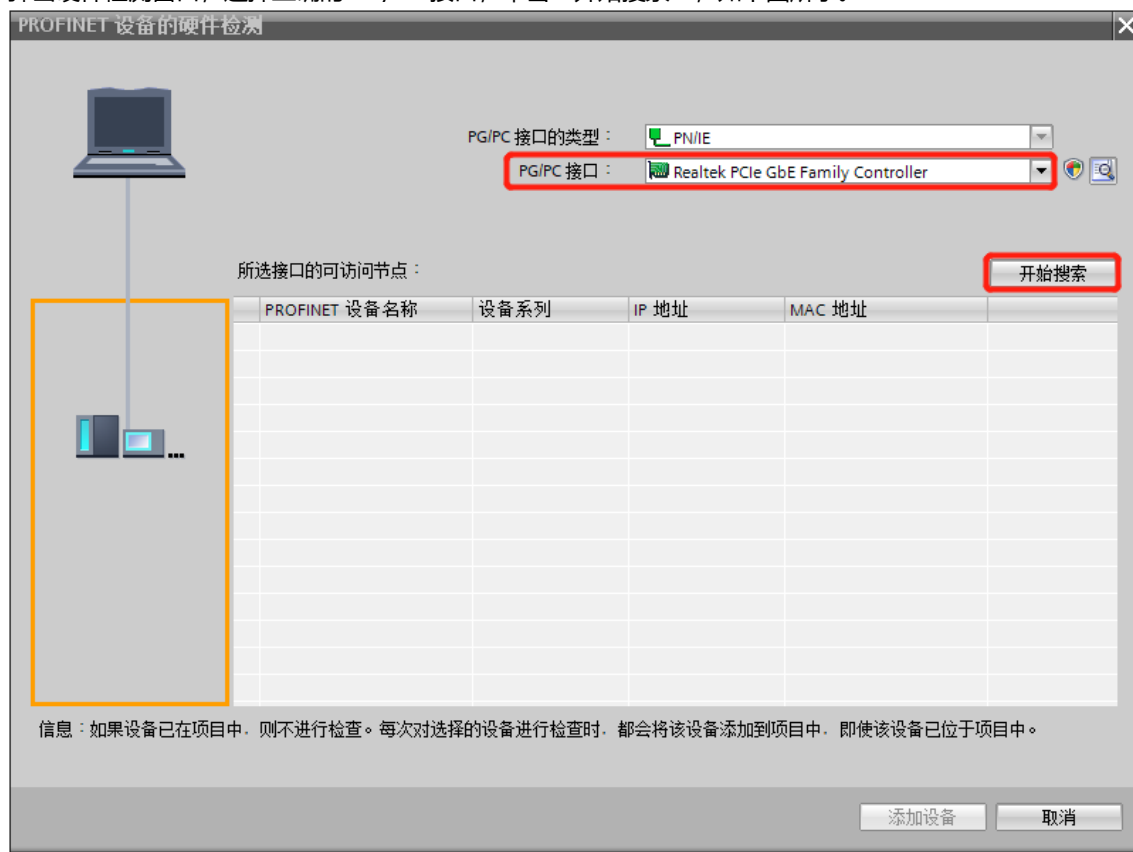 PROFINET 设备的硬件检测
PG/PC 接口的类型：
PN/IE
PG/PC 接口：
Realtek PCIe GbE Family Controller
所选接口的可访问节点：
开始搜索
PROFINET 设备名称 设备系列 IP 地址 MAC 地址
信息：如果设备已在项目中，则不进行检查。每次对选择的设备进行检查时，都会将该设备添加到项目中，即使该设备已位于项目中。
添加设备 取消